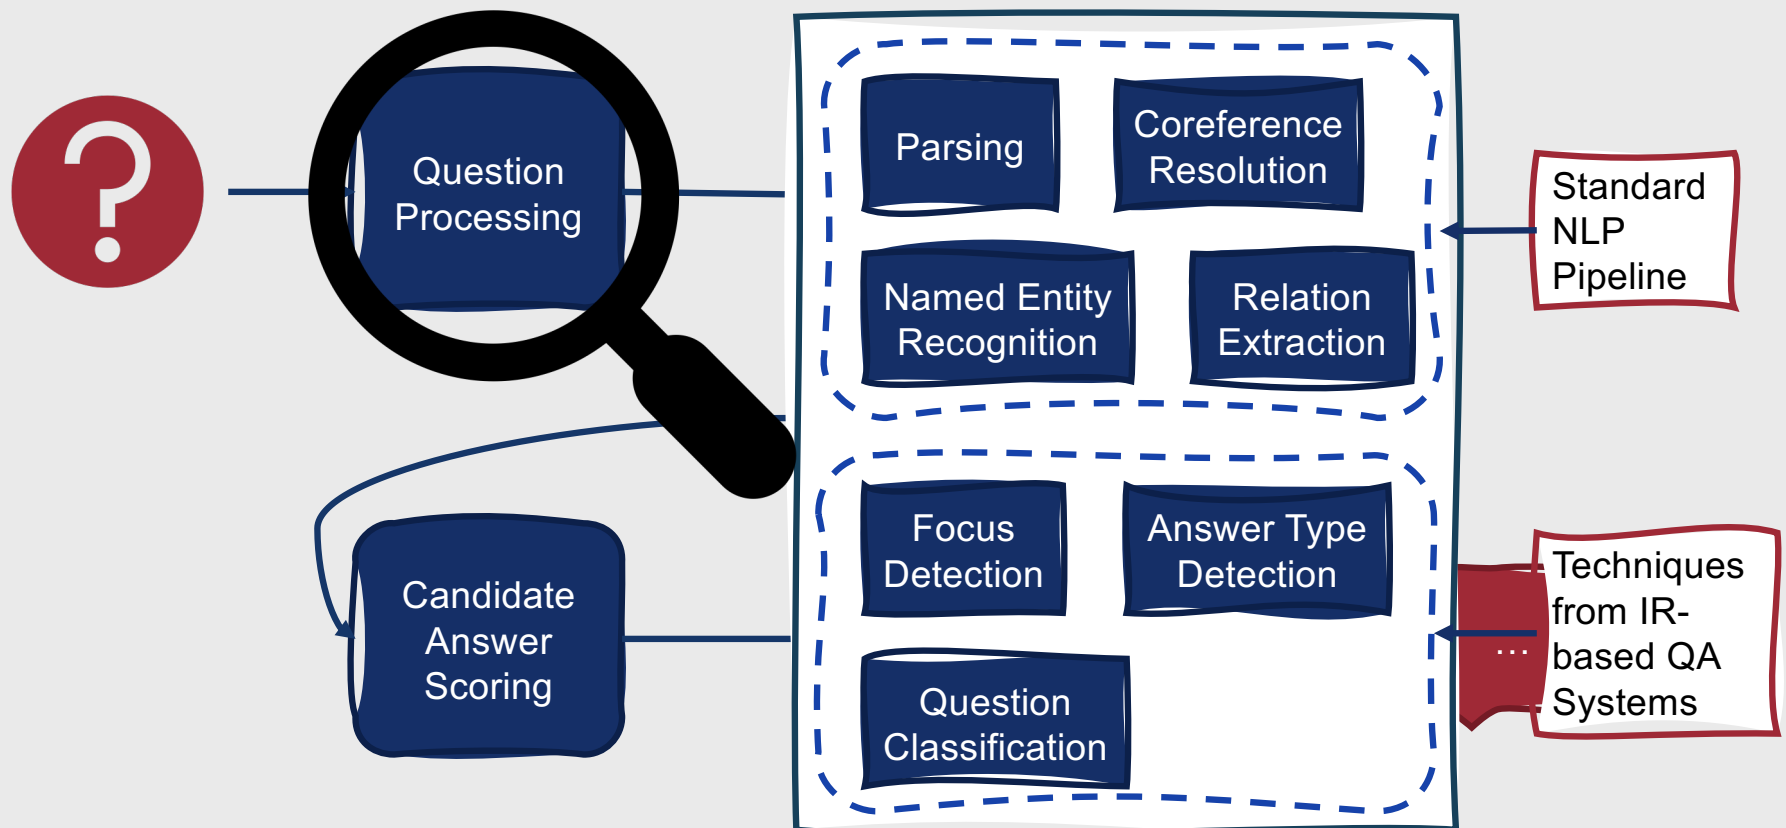 ?
Question
Processing
Parsing
Coreference
Resolution
Named Entity
Recognition
Relation
Extraction
Standard
NLP
Pipeline
Candidate
Answer
Scoring
Focus
Detection
Answer Type
Detection
Question
Classification
...
Techniques
from IR-
based QA
Systems